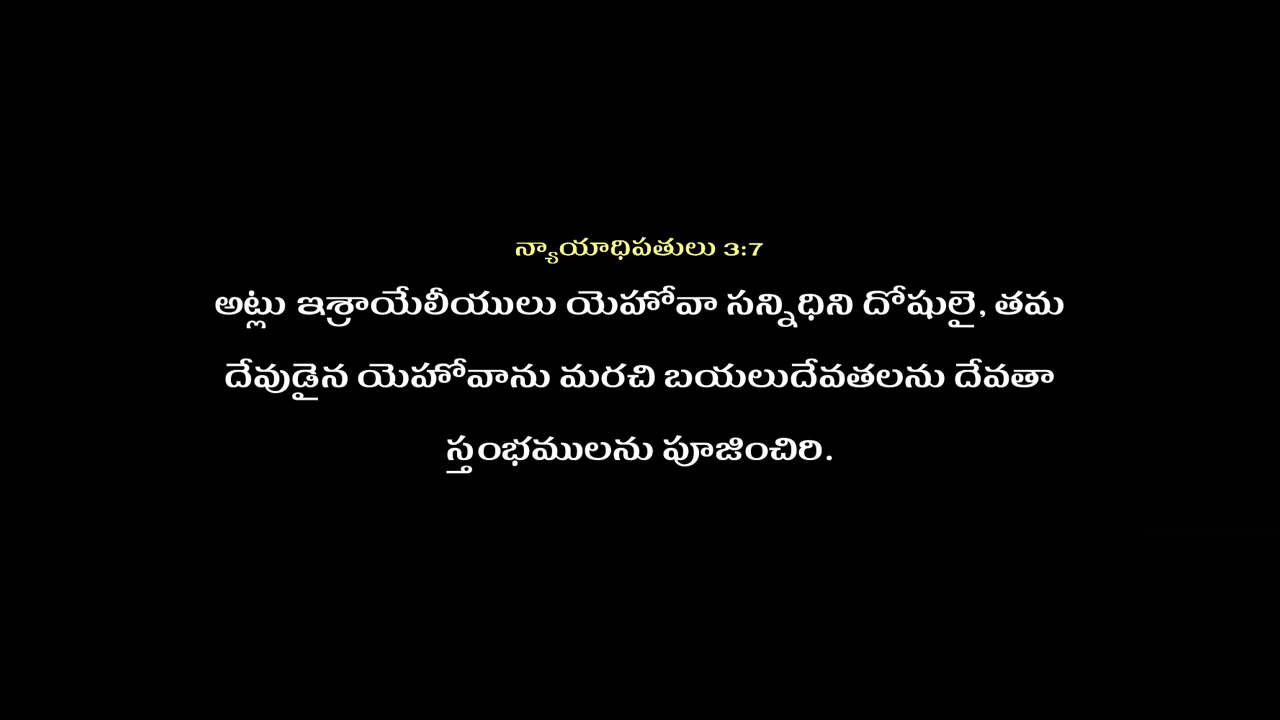 న్యాయాధిపతులు 3:7
అట్లు ఇశ్రాయేలీయులు యెహోవా సన్నిధిని దోషులై, తమ
దేవుడైన యెహోవాను మరచి బయలుదేవతలను దేవతా
స్తంభములను పూజించిరి.